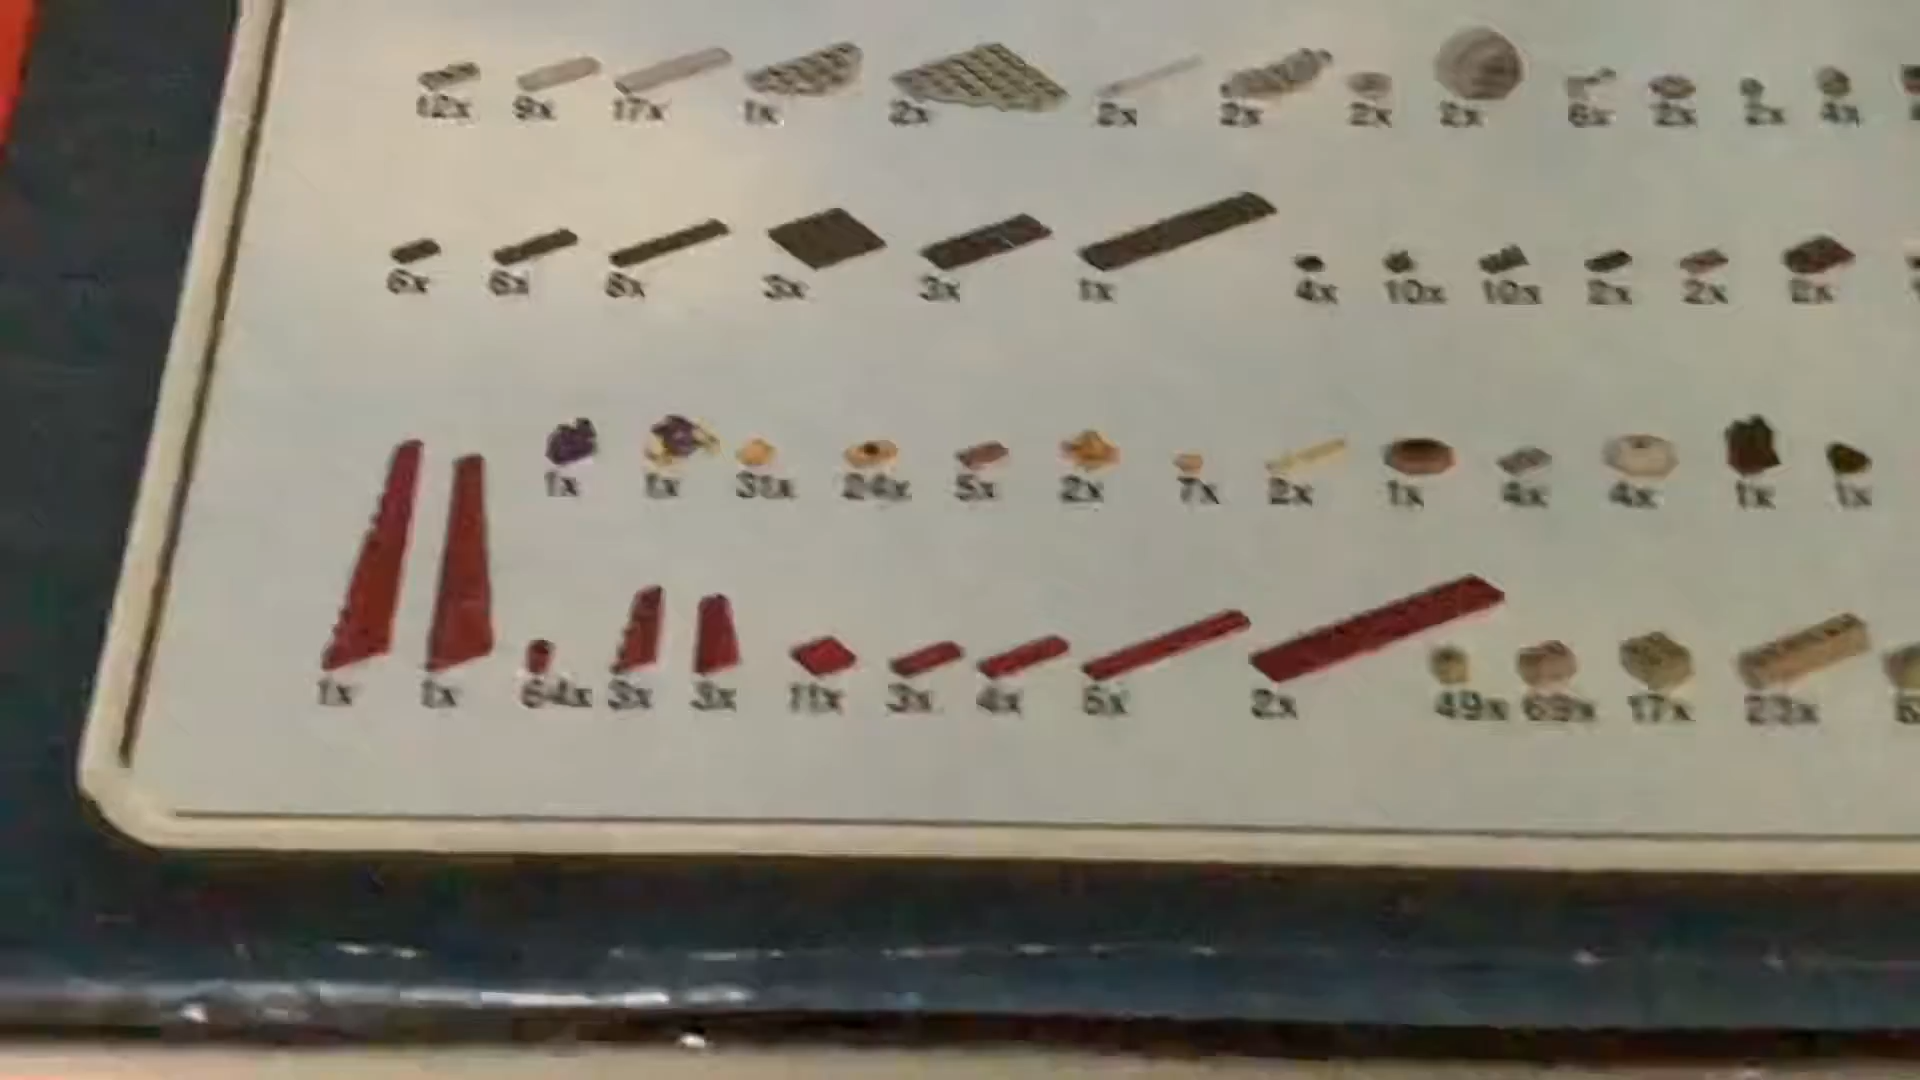 12x 9x 17x 1x 2x 2x 2x 2x 2x 6x 2x 2x 4x
6x 6x 8x 3x 3x 1x 4x 10x 10x 2x 2x 2x
1x 1x 31x 24x 5x 2x 7x 2x 1x 4x 4x 1x 1x
1x 1x 64x 3x 3x 11x 3x 4x 5x 2x 49x 69x 17x 23x